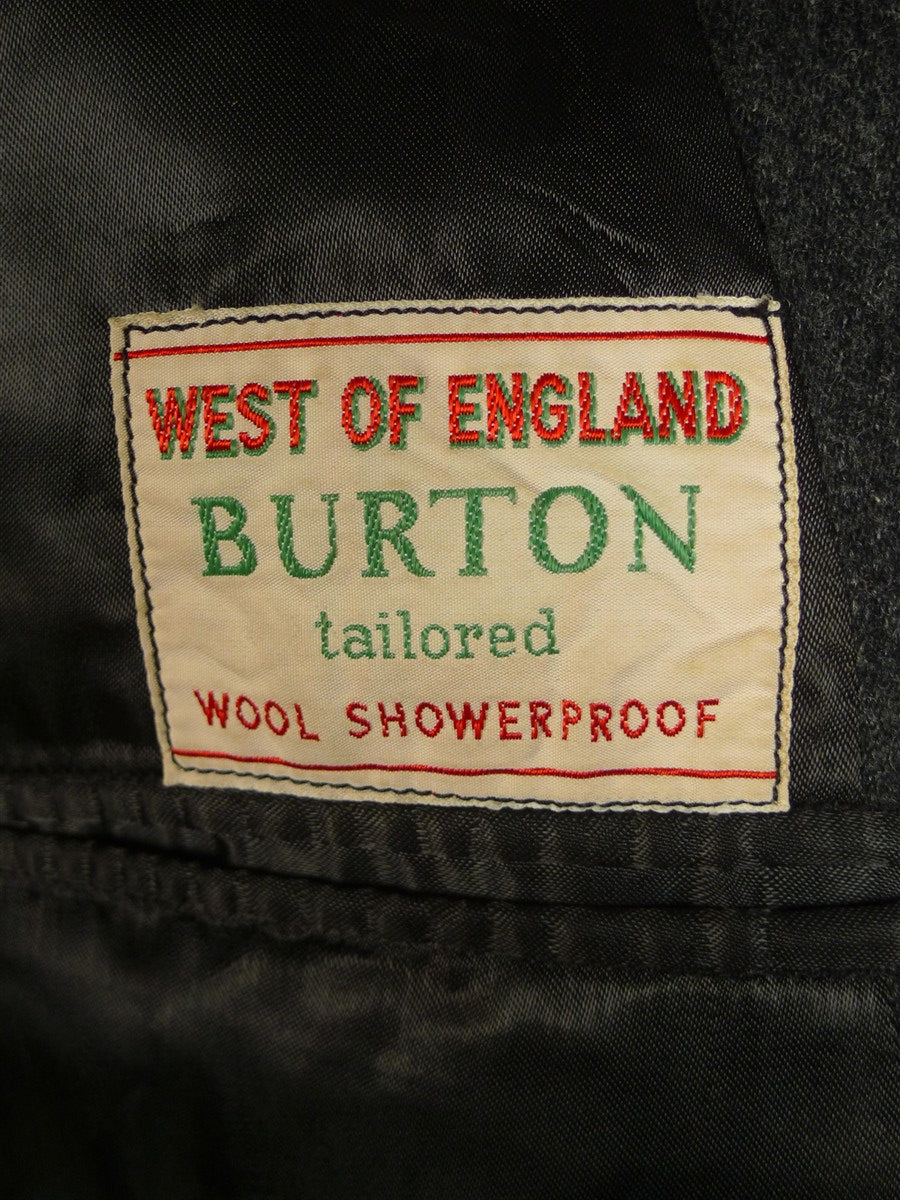 WEST OF ENGLAND
BURTON
tailored
WOOL SHOWERPROOF